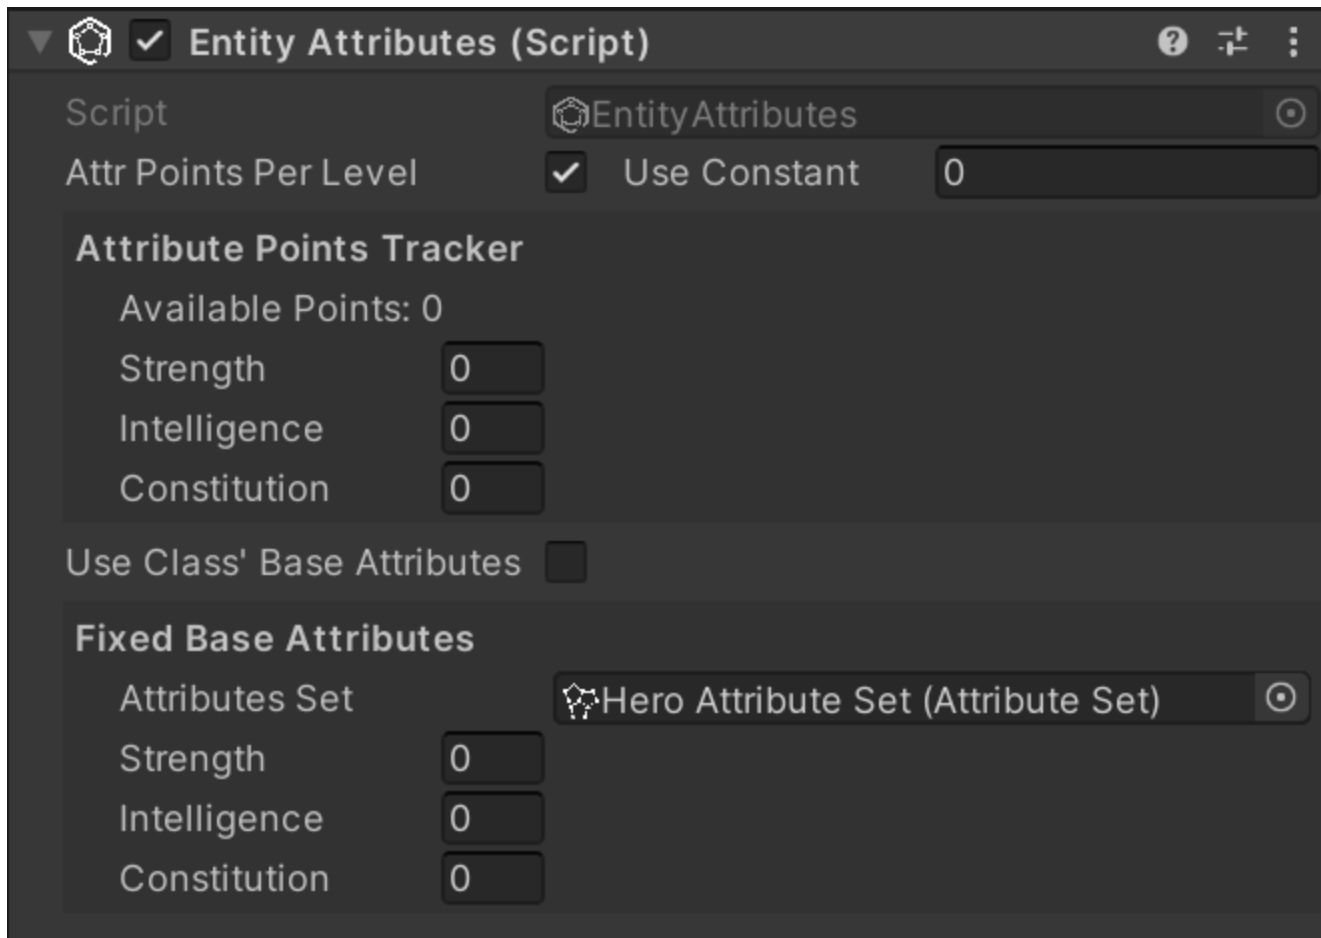 Entity Attributes (Script)
Script EntityAttributes
Attr Points Per Level Use Constant 0
Attribute Points Tracker
Available Points: 0
Strength 0
Intelligence 0
Constitution 0
Use Class' Base Attributes
Fixed Base Attributes
Attributes Set Hero Attribute Set (Attribute Set)
Strength 0
Intelligence 0
Constitution 0